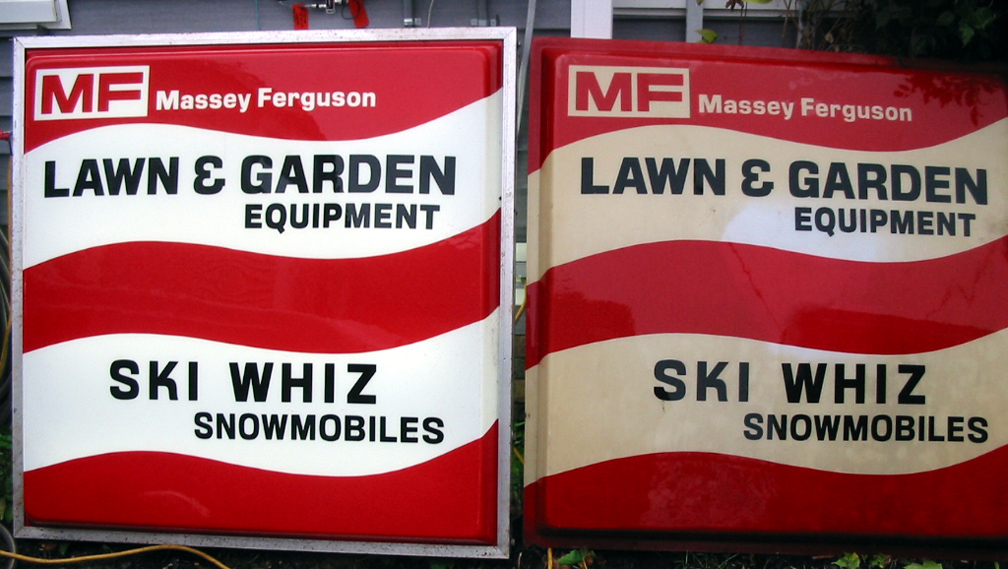 MF Massey Ferguson
LAWN & GARDEN
EQUIPMENT
SKI WHIZ
SNOWMOBILES
MF Massey Ferguson
LAWN & GARDEN
EQUIPMENT
SKI WHIZ
SNOWMOBILES